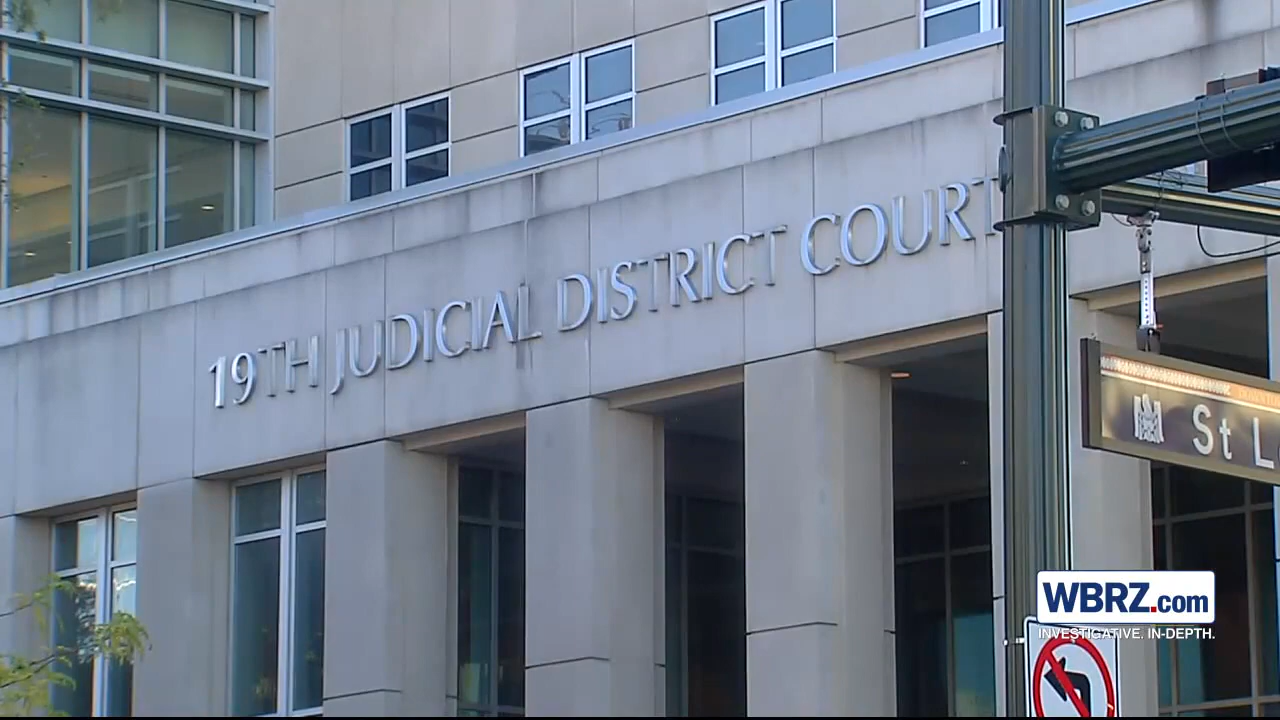 19TH JUDICIAL DISTRICT COURT
St L
WBRZ.com
INVESTIGATIVE. IN-DEPTH.